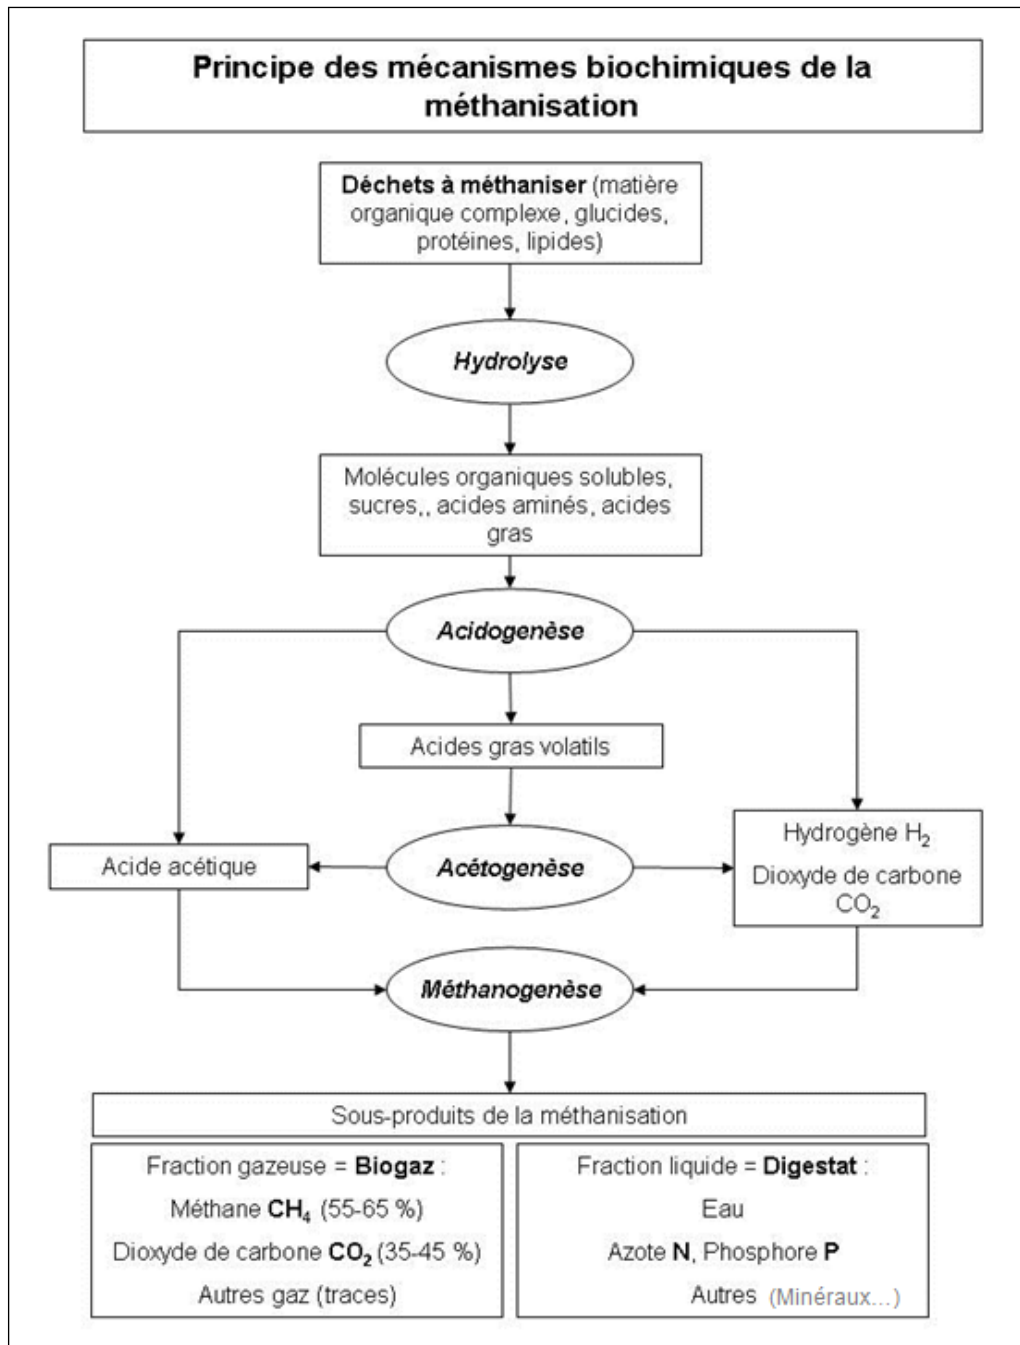 Principe des mécanismes biochimiques de la
méthanisation
Déchets à méthaniser (matière
organique complexe, glucides,
protéines, lipides)
Hydrolyse
Molécules organiques solubles,
sucres,, acides aminés, acides
gras
Acidogenèse
Acides gras volatils
Hydrogène H₂
Dioxyde de carbone
CO₂
Acide acétique
Acétogenèse
Méthanogenèse
Sous-produits de la méthanisation
Fraction gazeuse = Biogaz :
Méthane CH₄ (55-65 %)
Dioxyde de carbone CO₂ (35-45 %)
Autres gaz (traces)
Fraction liquide = Digestat :
Eau
Azote N, Phosphore P
Autres (Minéraux...)